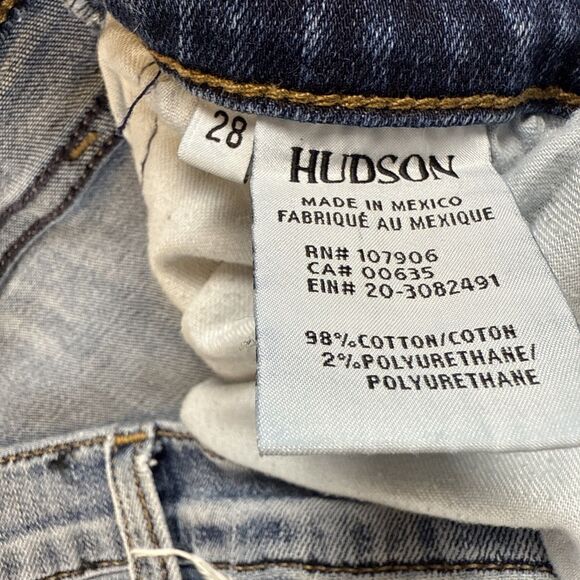 28
HUDSON
MADE IN MEXICO
FABRIQUÉ AU MEXIQUE
RN# 107906
CA# 00635
EIN# 20-3082491
98%COTTON/COTON
2%POLYURETHANE/
POLYURETHANE